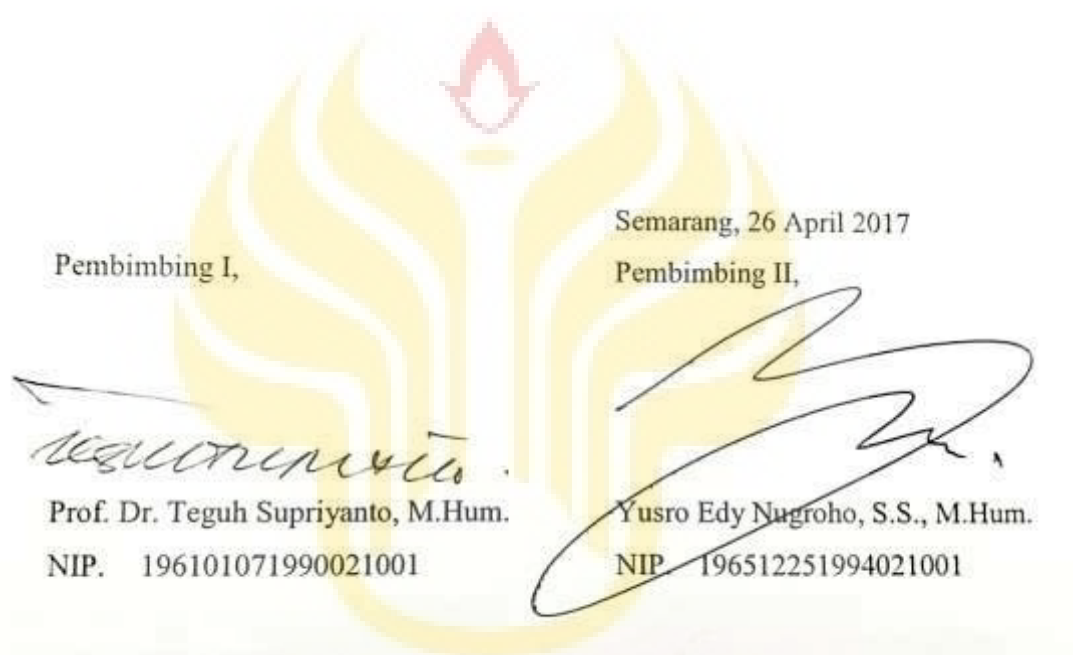 Semarang, 26 April 2017
Pembimbing I,
Pembimbing II,
Prof. Dr. Teguh Supriyanto, M.Hum.
Yusro Edy Nugroho, S.S., M.Hum.
NIP. 196101071990021001
NIP. 196512251994021001